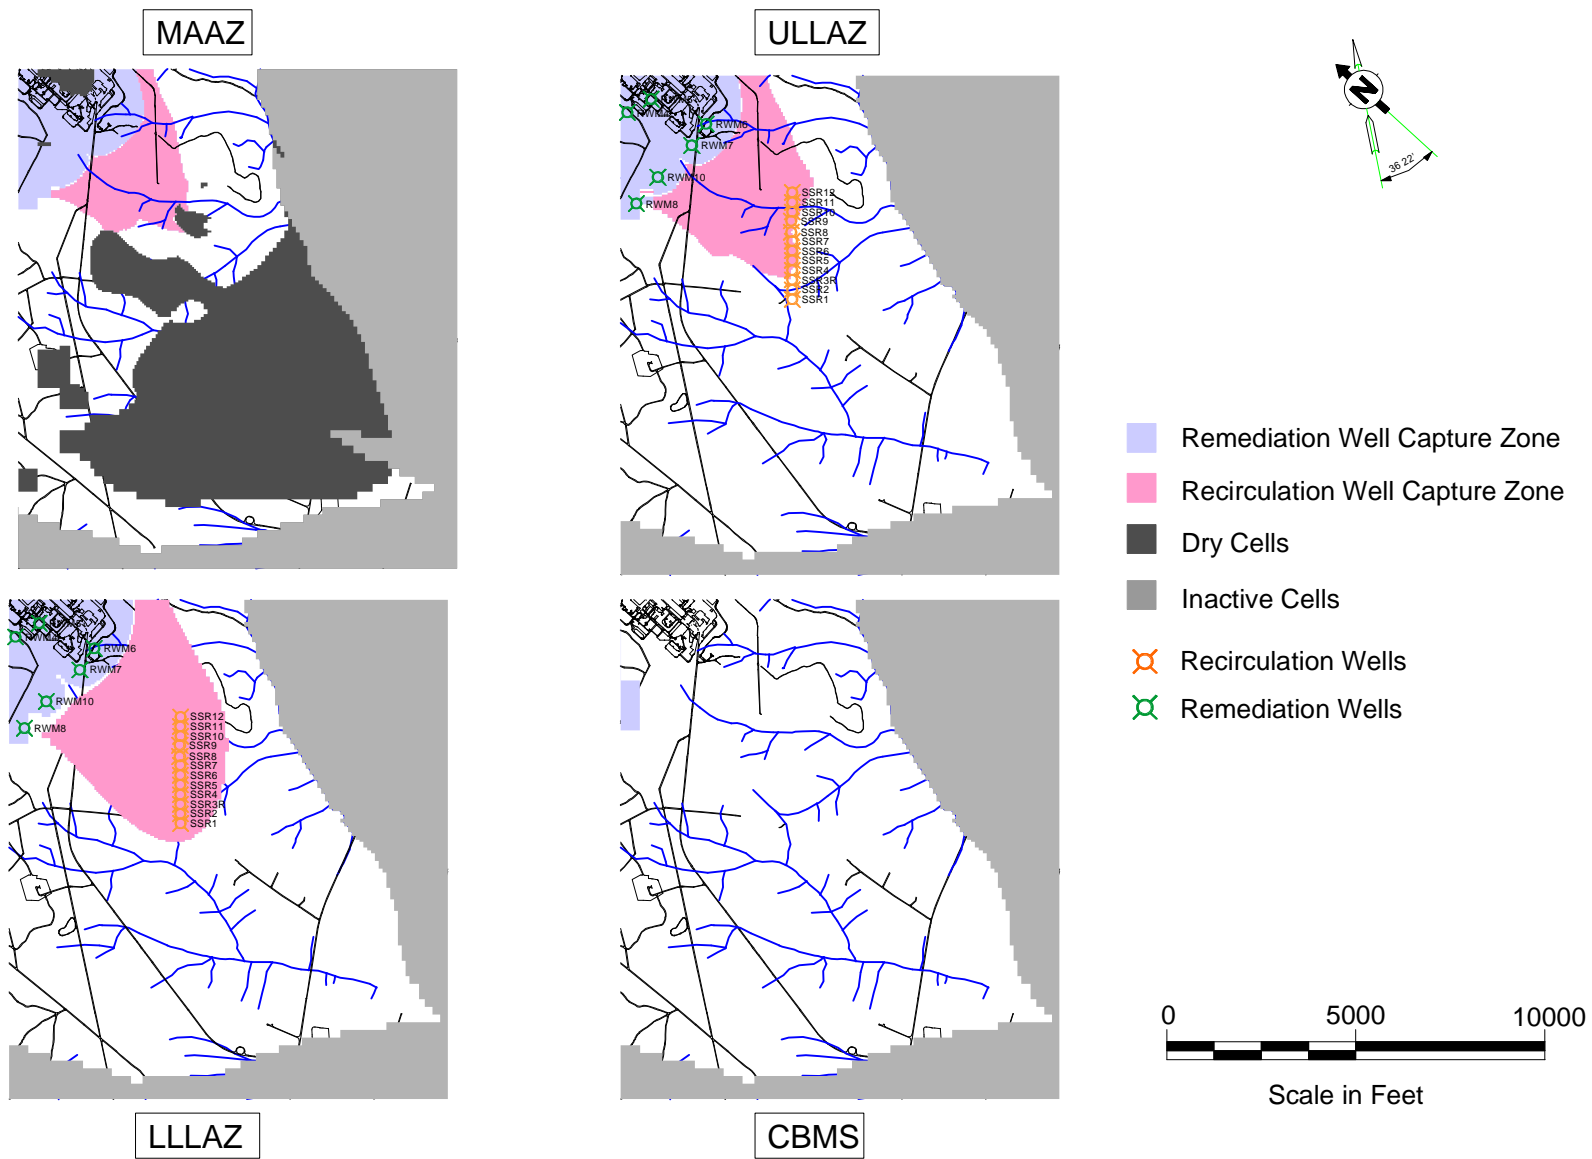 MAAZ
ULLAZ
N
36 22'
RWM6
RWM7
RWM10
RWM8
SSR12
SSR11
SSR10
SSR9
SSR8
SSR7
SSR6
SSR5
SSR4
SSR3R
SSR2
SSR1
Remediation Well Capture Zone
Recirculation Well Capture Zone
Dry Cells
Inactive Cells
Recirculation Wells
Remediation Wells
RWM6
RWM7
RWM10
RWM8
SSR12
SSR11
SSR10
SSR9
SSR8
SSR7
SSR6
SSR5
SSR4
SSR3R
SSR2
SSR1
0 5000 10000
Scale in Feet
LLLAZ
CBMS